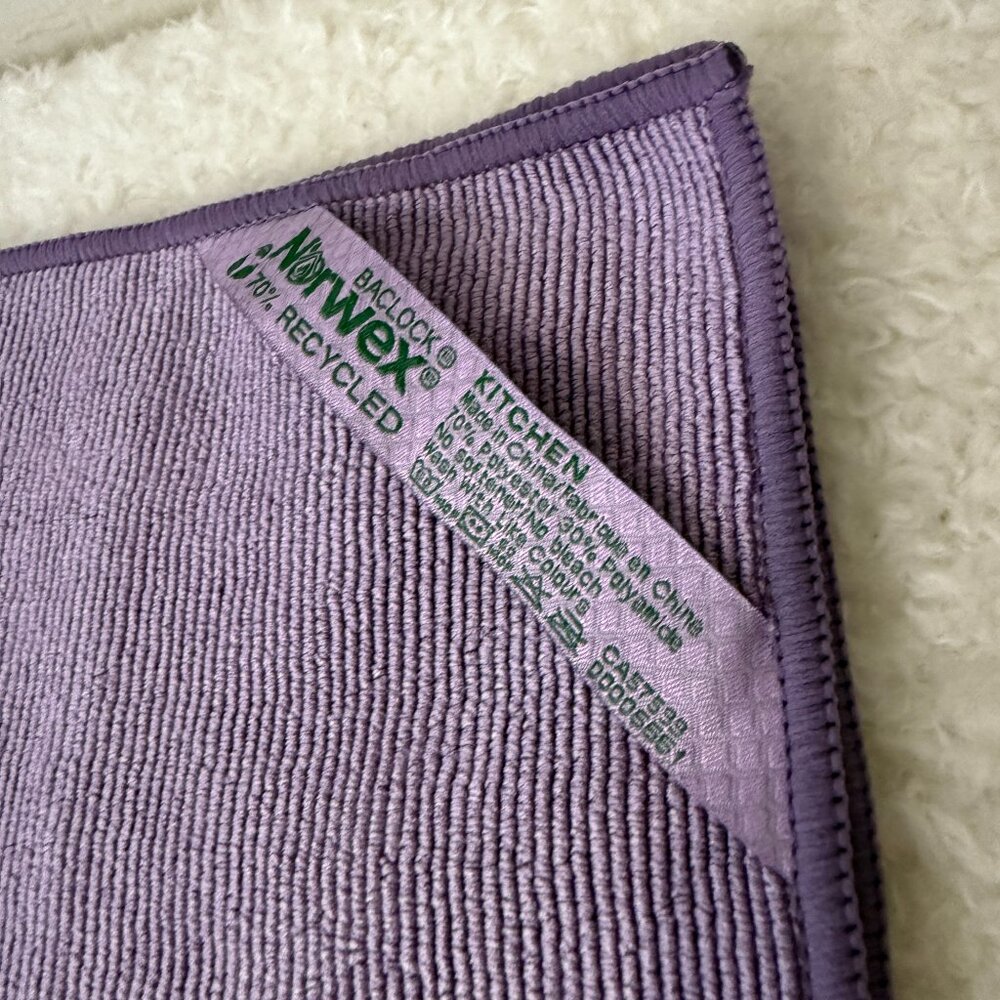 BACLOCK®
Norwex®
70% RECYCLED
KITCHEN
Made in China/Fabriqué en Chine
70% Polyester 30% Polyamide
No softener/No bleach
Wash with Like Colours